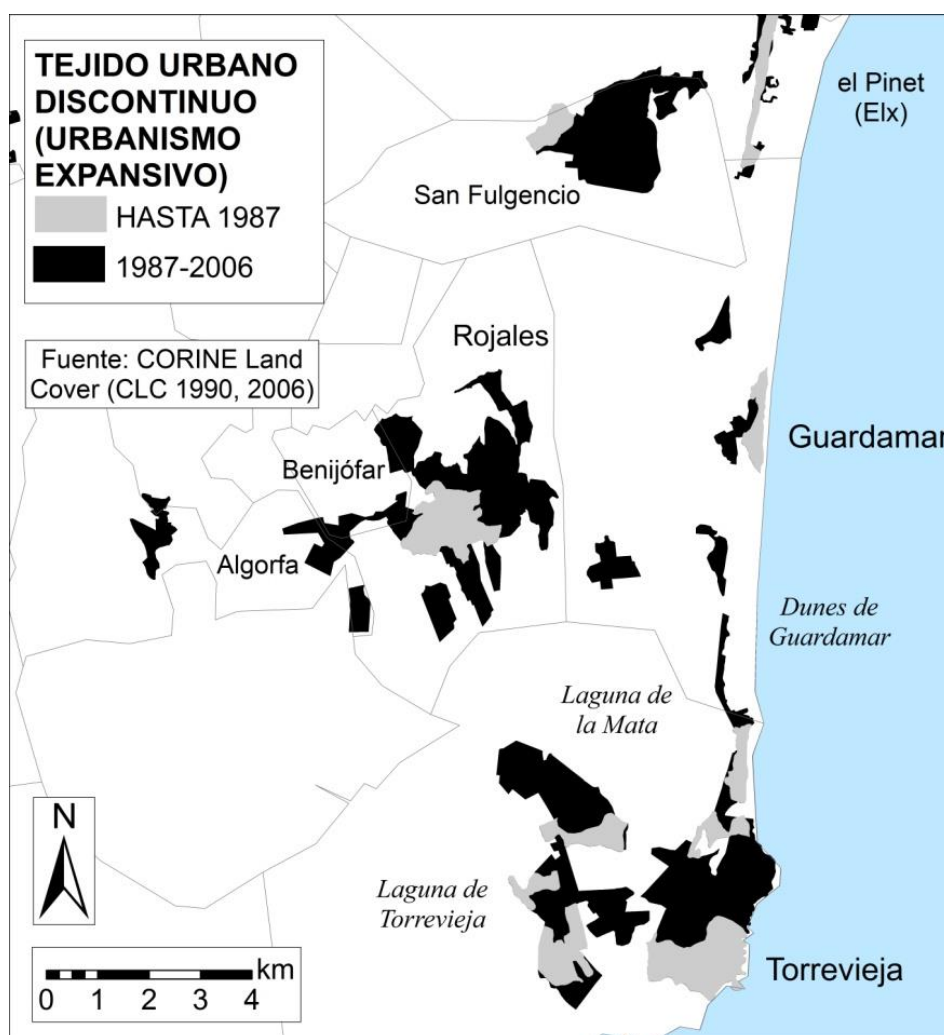 TEJIDO URBANO
DISCONTINUO
(URBANISMO
EXPANSIVO)
HASTA 1987
1987-2006
Fuente: CORINE Land
Cover (CLC 1990, 2006)
el Pinet
(Elx)
San Fulgencio
Rojales
Guardamar
Benijófar
Algorfa
Dunes de
Guardamar
Laguna de
la Mata
Laguna de
Torrevieja
Torrevieja
N
km
0 1 2 3 4